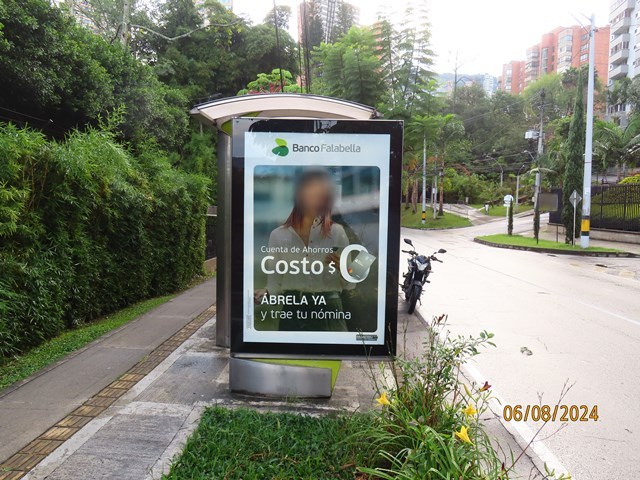 Banco Falabella
Cuenta de Ahorros
Costo $0
ÁBRELA YA
y trae tu nómina
06/08/2024